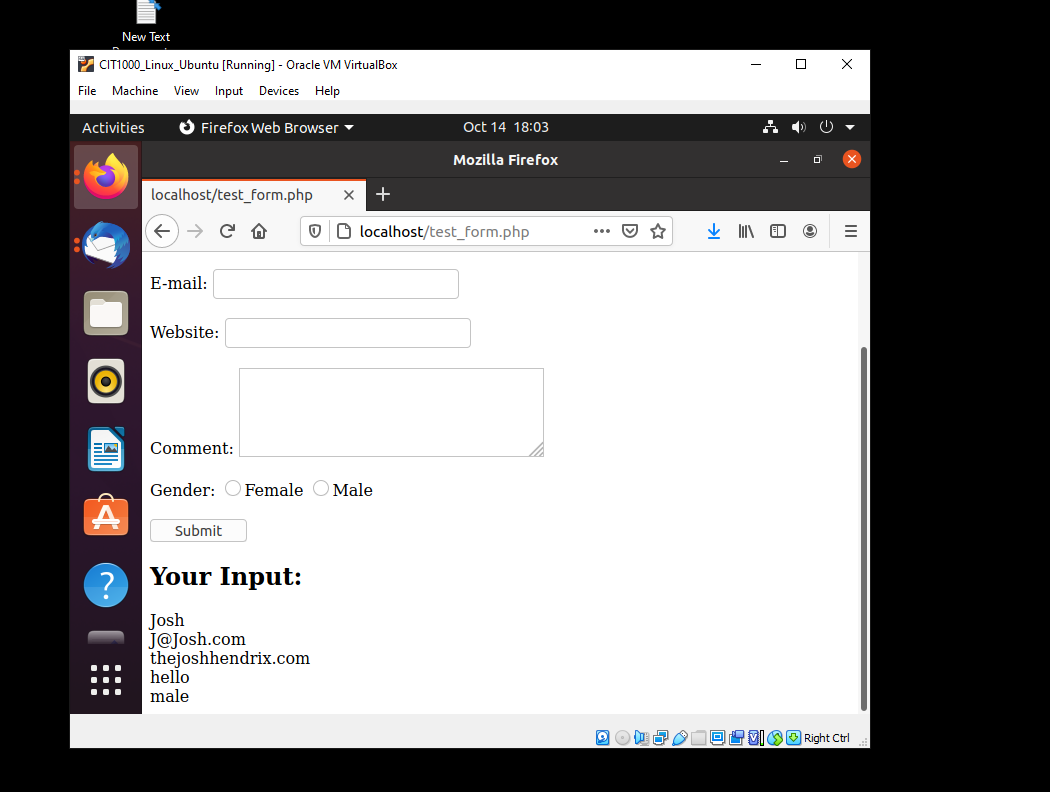 New Text
CIT1000_Linux_Ubuntu [Running] - Oracle VM VirtualBox
File Machine View Input Devices Help
Activities Firefox Web Browser Oct 14 18:03
Mozilla Firefox
localhost/test_form.php
localhost/test_form.php
E-mail:
Website:
Comment:
Gender: Female Male
Submit
Your Input:
Josh
J@Josh.com
thejoshhendrix.com
hello
male
Right Ctrl